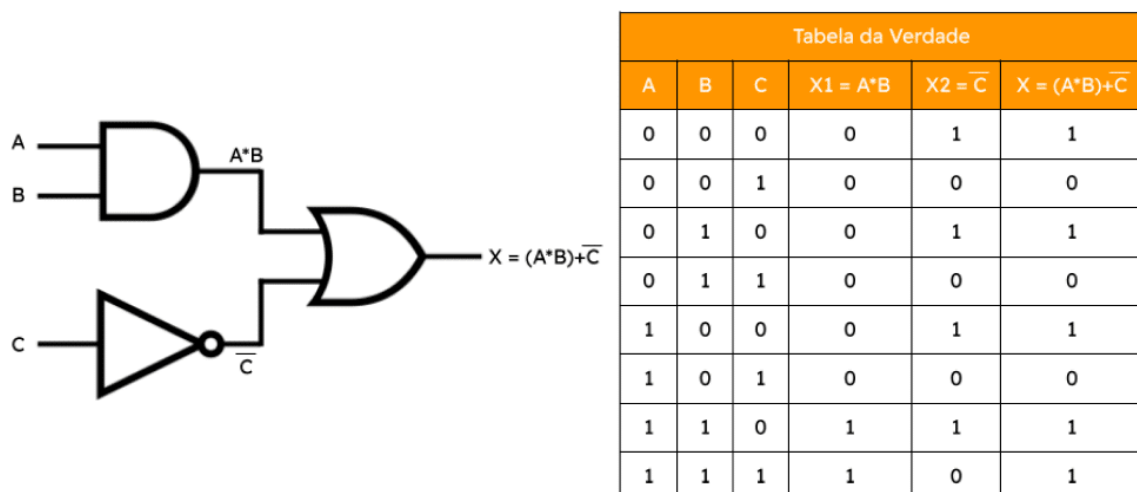 A
B
A*B
X = (A*B)+C̅
C
C̅
Tabela da Verdade
A B C X1 = A*B X2 = C̅ X = (A*B)+C̅
0 0 0 0 1 1
0 0 1 0 0 0
0 1 0 0 1 1
0 1 1 0 0 0
1 0 0 0 1 1
1 0 1 0 0 0
1 1 0 1 1 1
1 1 1 1 0 1